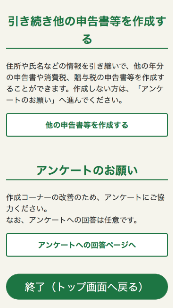 引き続き他の申告書等を作成す
る
住所や氏名などの情報を引き継いで、他の年分
の申告書や消費税、贈与税の申告書等を作成す
ることができます。作成しない方は、「アンケ
ートのお願い」へ進んでください。
他の申告書等を作成する
アンケートのお願い
作成コーナーの改善のため、アンケートにご協
力ください。
なお、アンケートへの回答は任意です。
アンケートへの回答ページへ
終了（トップ画面へ戻る）